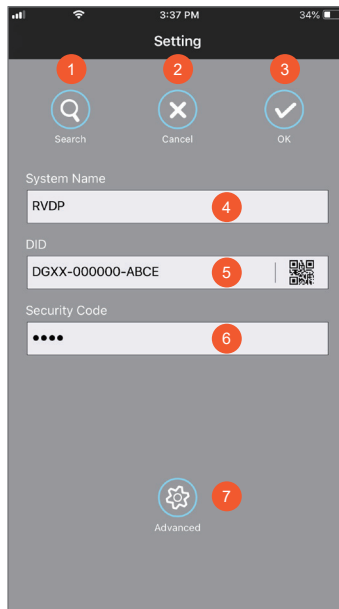 3:37 PM
34%
Setting
1
2
3
Search
Cancel
OK
System Name
RVDP
4
DID
DGXX-000000-ABCE
5
Security Code
••••
6
7
Advanced